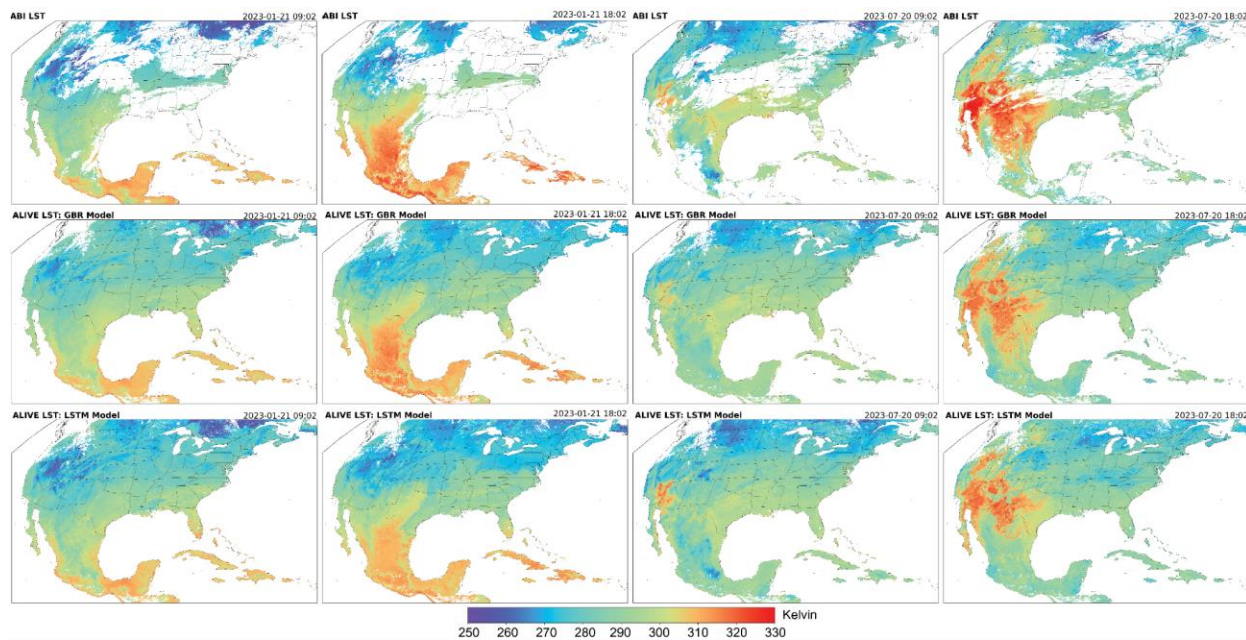 ABI LST 2023-01-21 09:02
ABI LST 2023-01-21 18:02
ABI LST 2023-07-20 09:02
ABI LST 2023-07-20 18:02
ALIVE LST: GBR Model 2023-01-21 09:02
ALIVE LST: GBR Model 2023-01-21 18:02
ALIVE LST: GBR Model 2023-07-20 09:02
ALIVE LST: GBR Model 2023-07-20 18:02
ALIVE LST: LSTM Model 2023-01-21 09:02
ALIVE LST: LSTM Model 2023-01-21 18:02
ALIVE LST: LSTM Model 2023-07-20 09:02
ALIVE LST: LSTM Model 2023-07-20 18:02
Kelvin
250 260 270 280 290 300 310 320 330